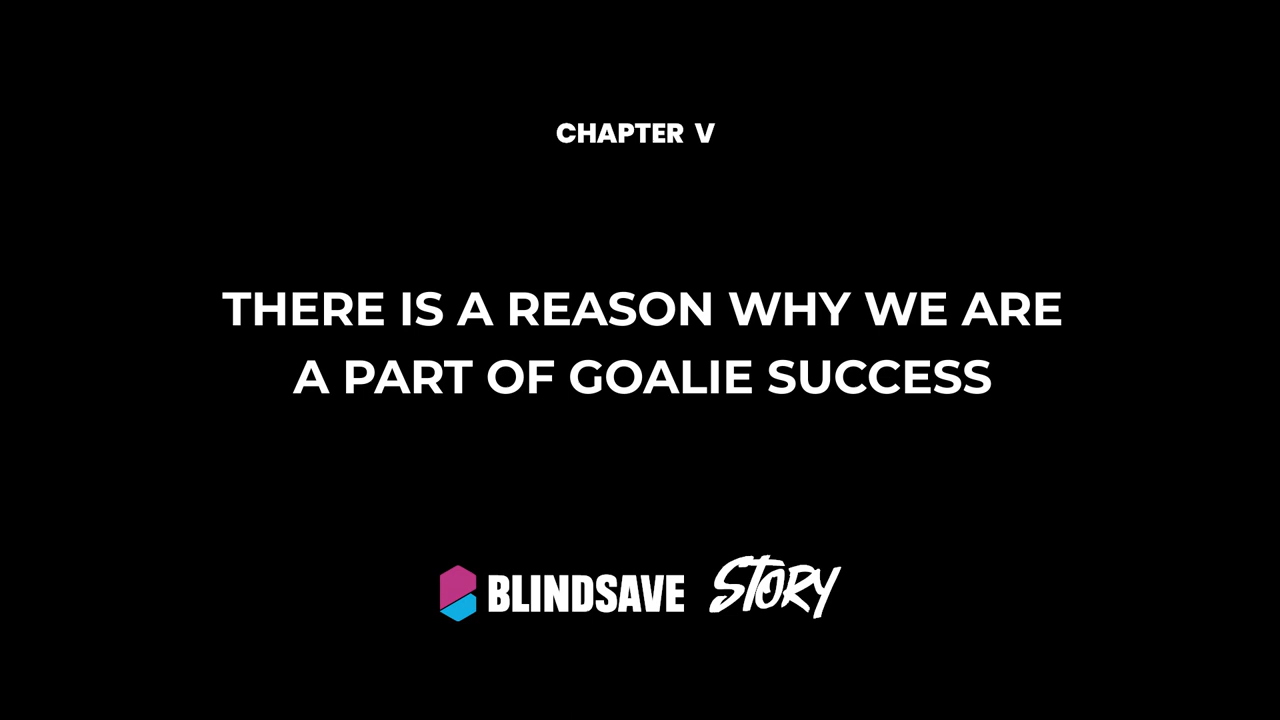 CHAPTER V
THERE IS A REASON WHY WE ARE
A PART OF GOALIE SUCCESS
BLINDSAVE STORY